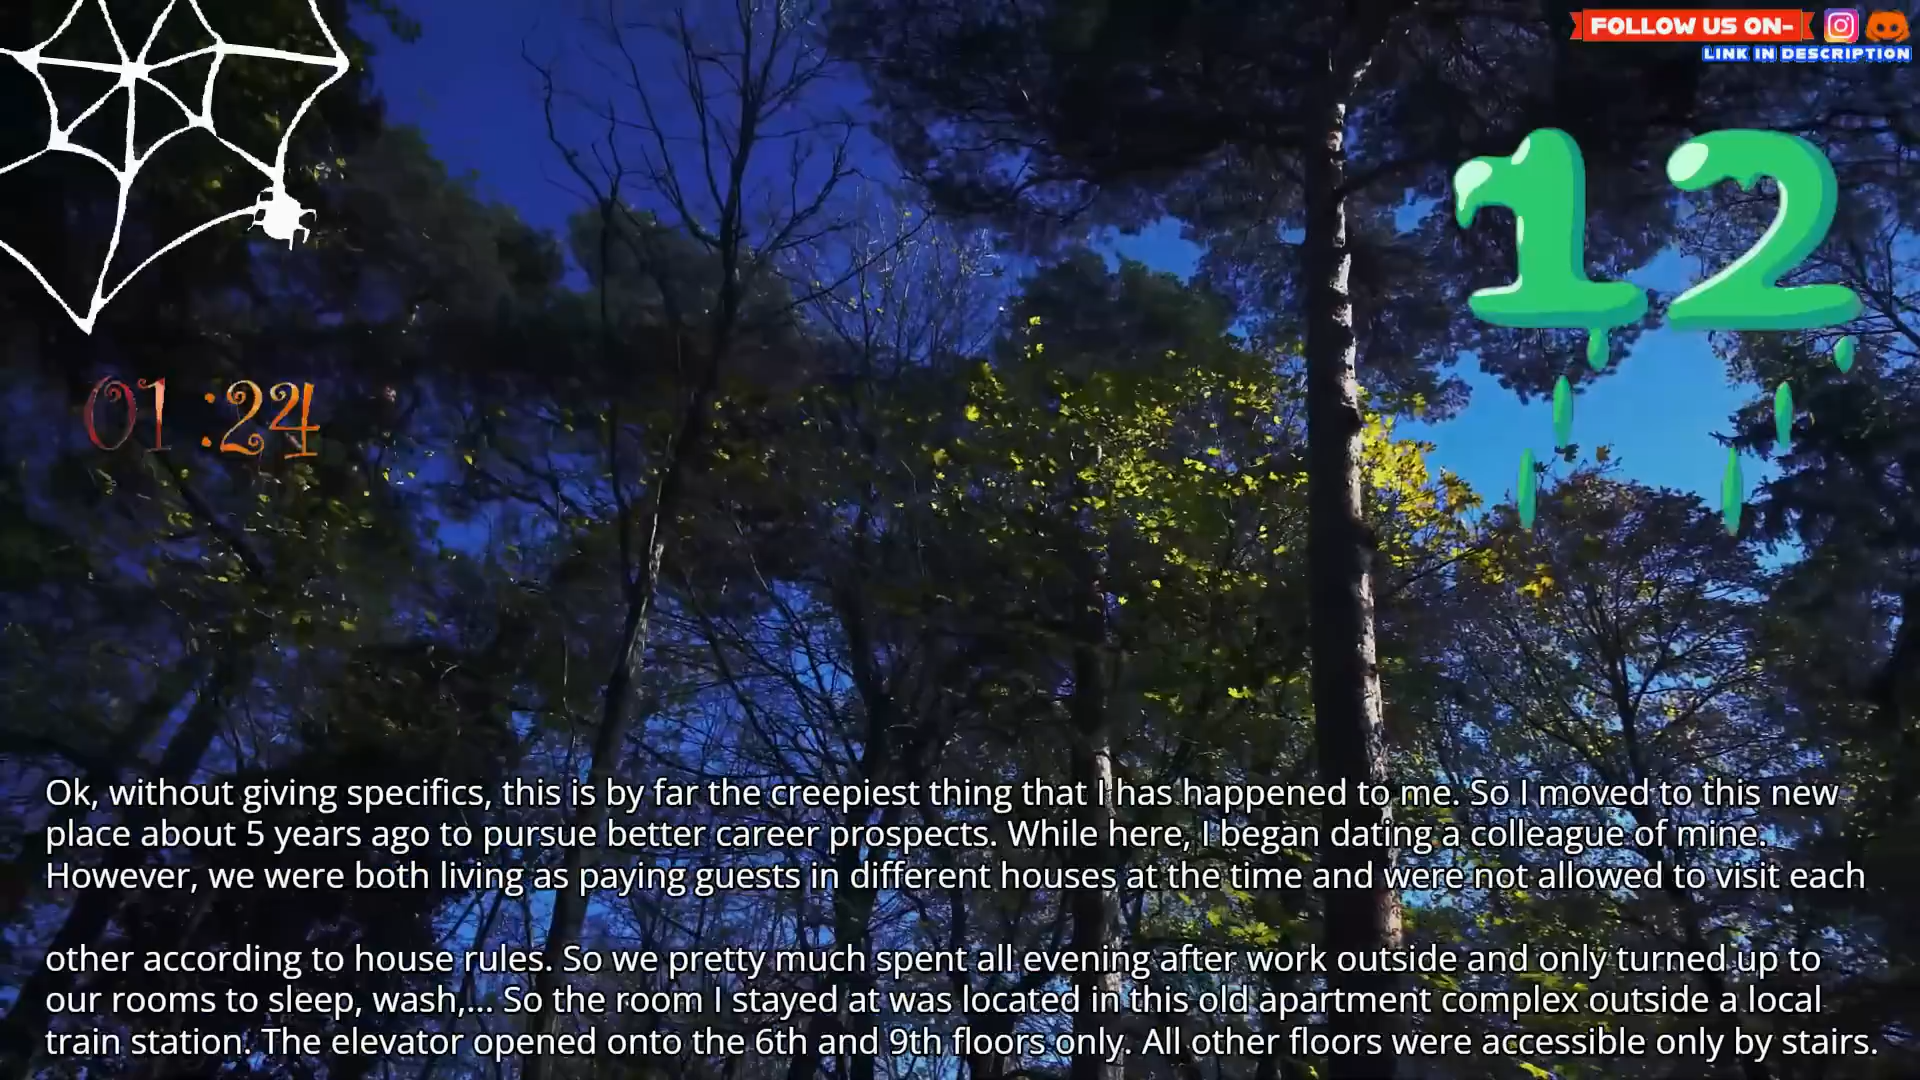 FOLLOW US ON-
LINK IN DESCRIPTION
12
01 :24
Ok, without giving specifics, this is by far the creepiest thing that I has happened to me. So I moved to this new
place about 5 years ago to pursue better career prospects. While here, I began dating a colleague of mine.
However, we were both living as paying guests in different houses at the time and were not allowed to visit each
other according to house rules. So we pretty much spent all evening after work outside and only turned up to
our rooms to sleep, wash,... So the room I stayed at was located in this old apartment complex outside a local
train station. The elevator opened onto the 6th and 9th floors only. All other floors were accessible only by stairs.